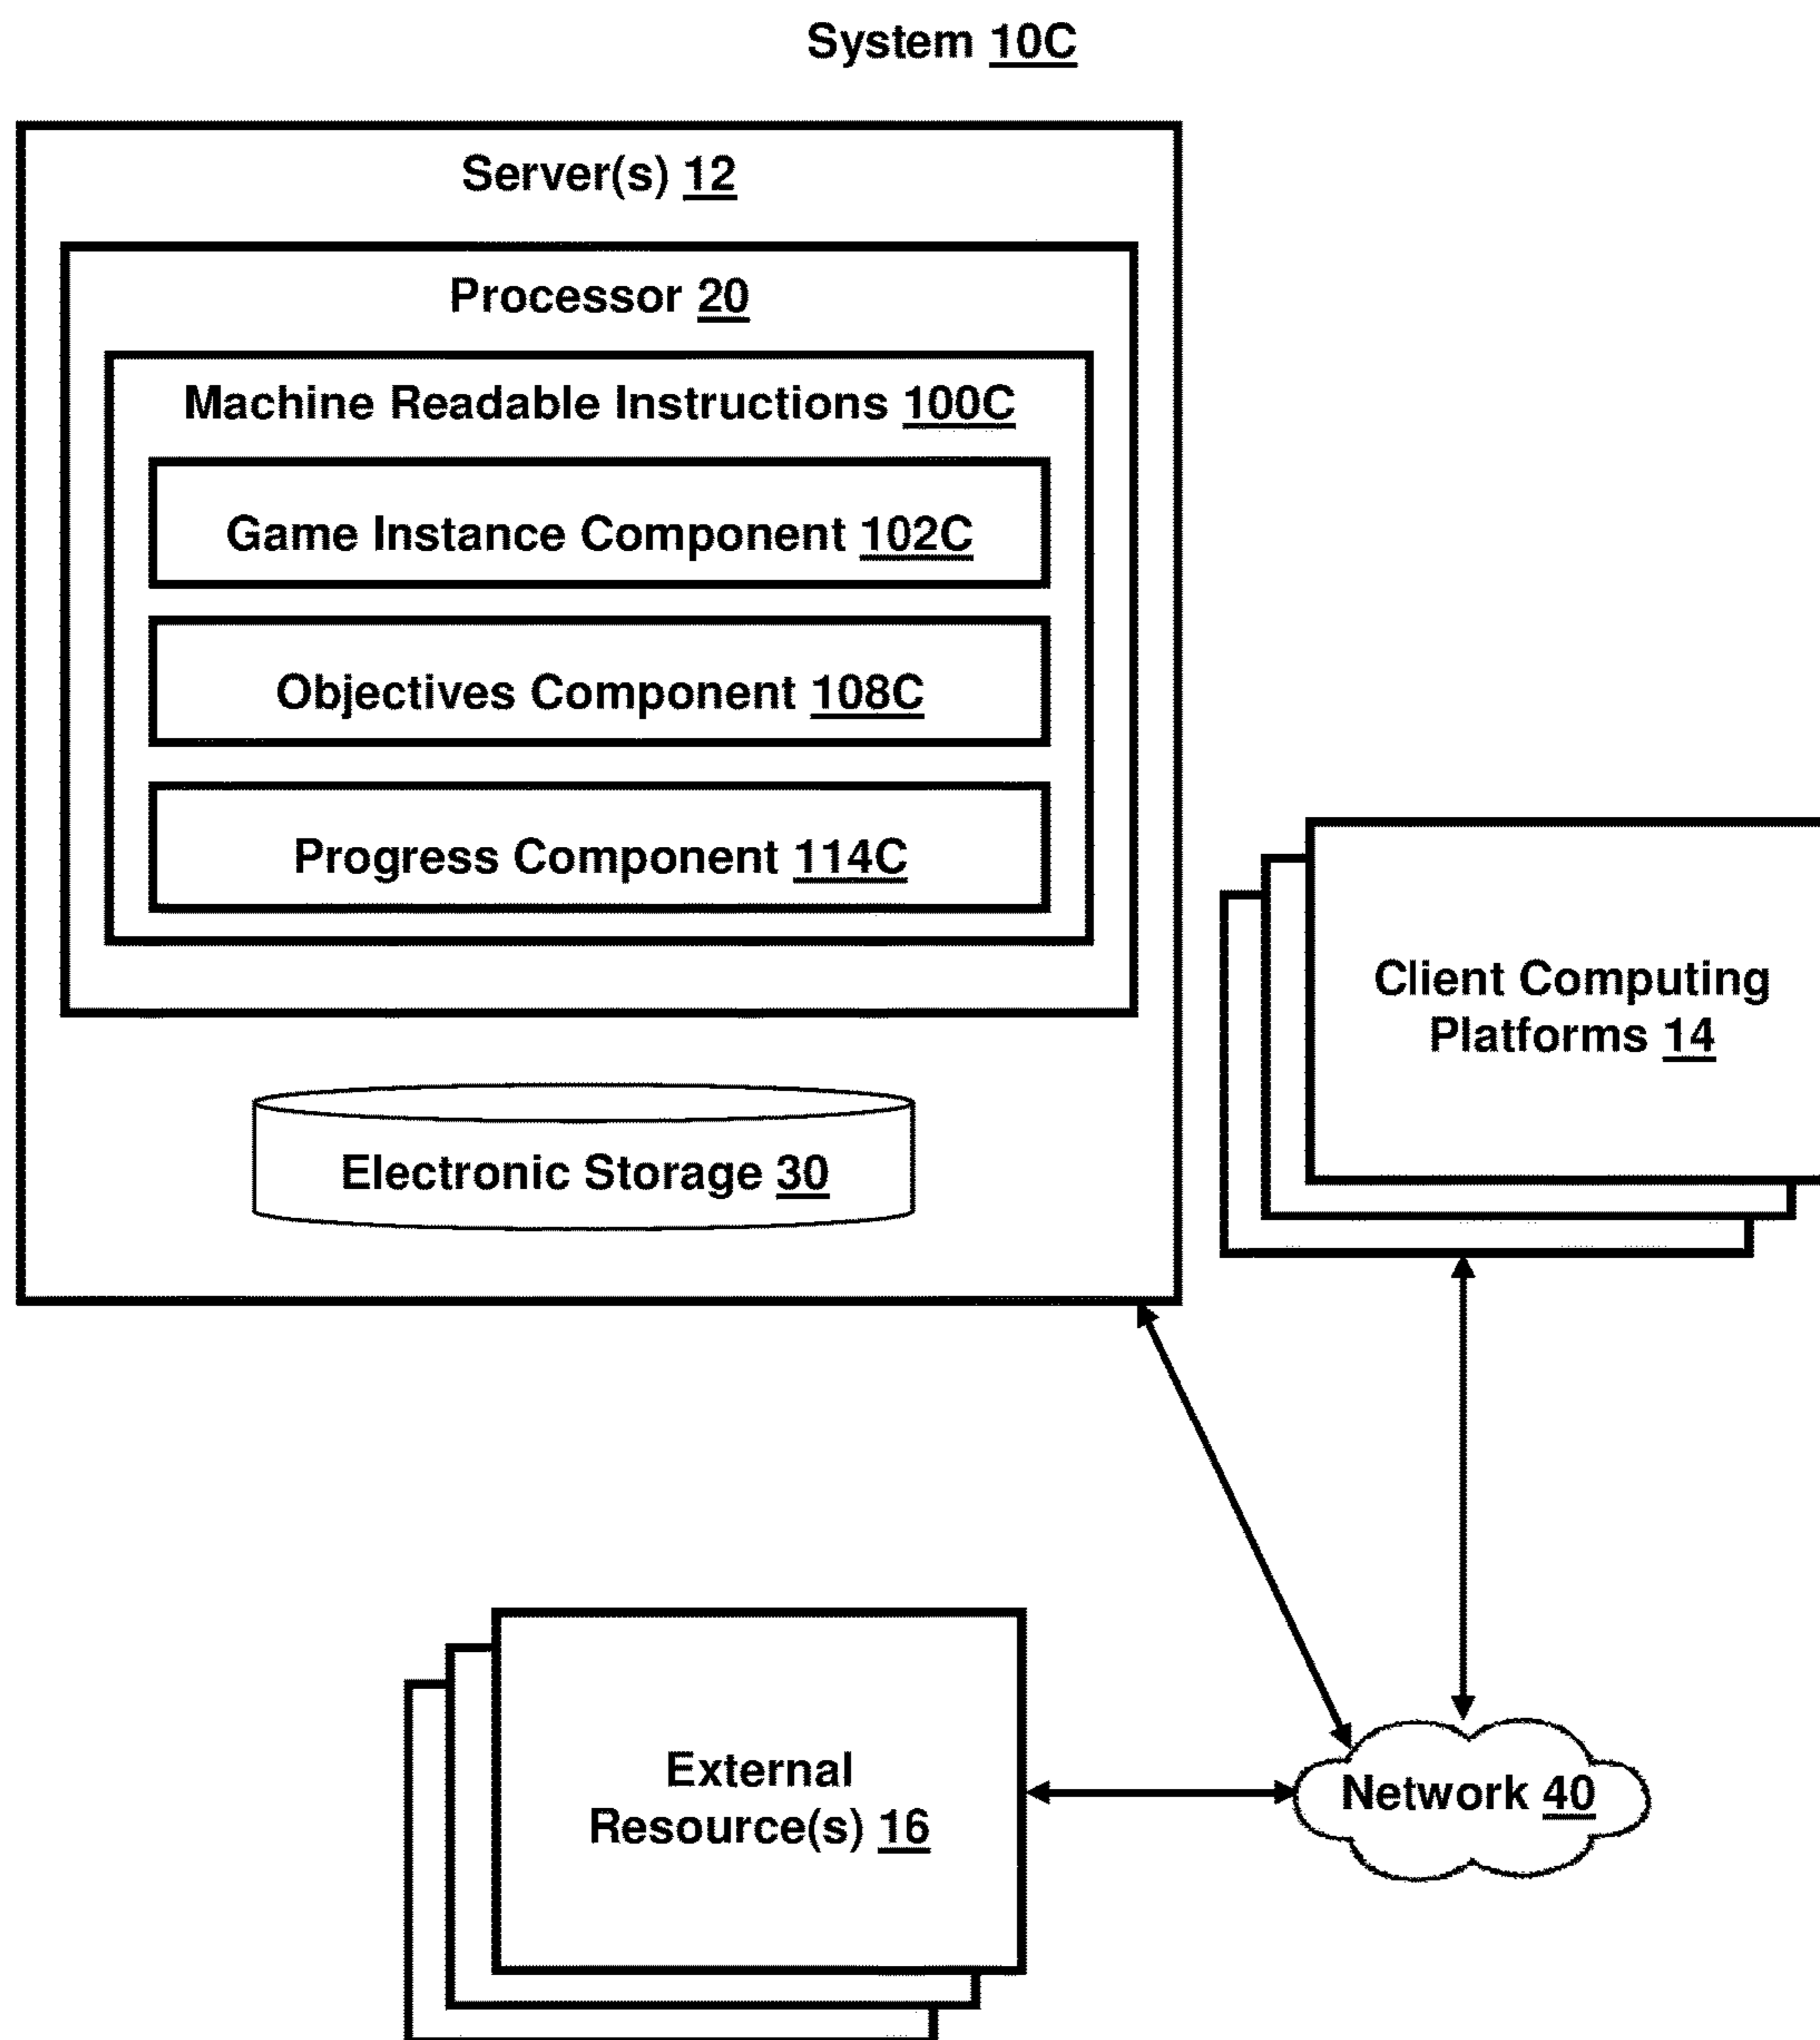 System 10C
Server(s) 12
Processor 20
Machine Readable Instructions 100C
Game Instance Component 102C
Objectives Component 108C
Progress Component 114C
Electronic Storage 30
Client Computing
Platforms 14
External
Resource(s) 16
Network 40